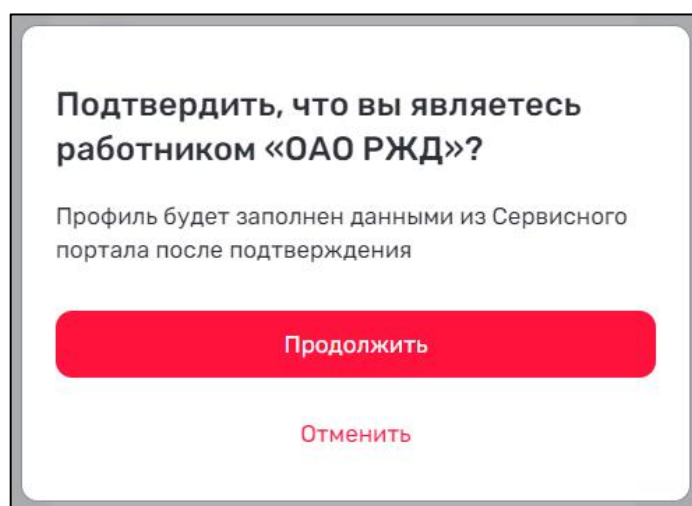 Подтвердить, что вы являетесь
работником «ОАО РЖД»?
Профиль будет заполнен данными из Сервисного
портала после подтверждения
Продолжить
Отменить